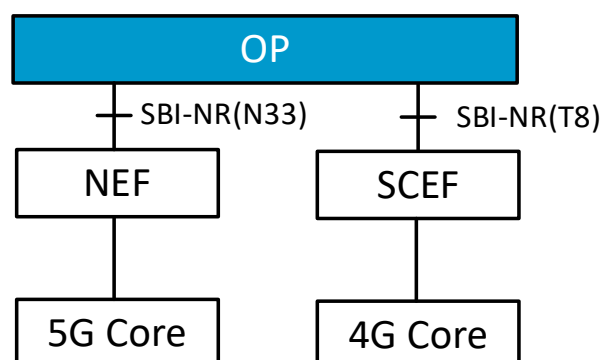 OP
SBI-NR(N33)
SBI-NR(T8)
NEF
SCEF
5G Core
4G Core